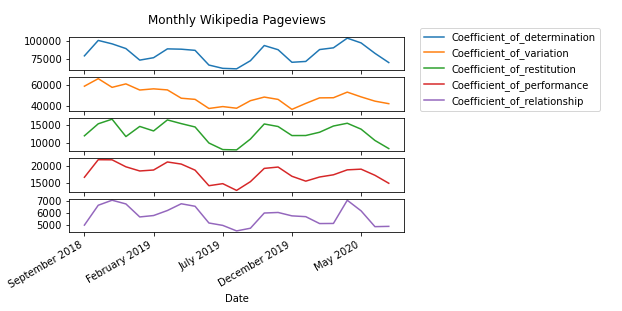 Monthly Wikipedia Pageviews
100000
75000
60000
40000
15000
10000
20000
15000
7000
6000
5000
September 2018
February 2019
July 2019
December 2019
May 2020
Date
Coefficient_of_determination
Coefficient_of_variation
Coefficient_of_restitution
Coefficient_of_performance
Coefficient_of_relationship